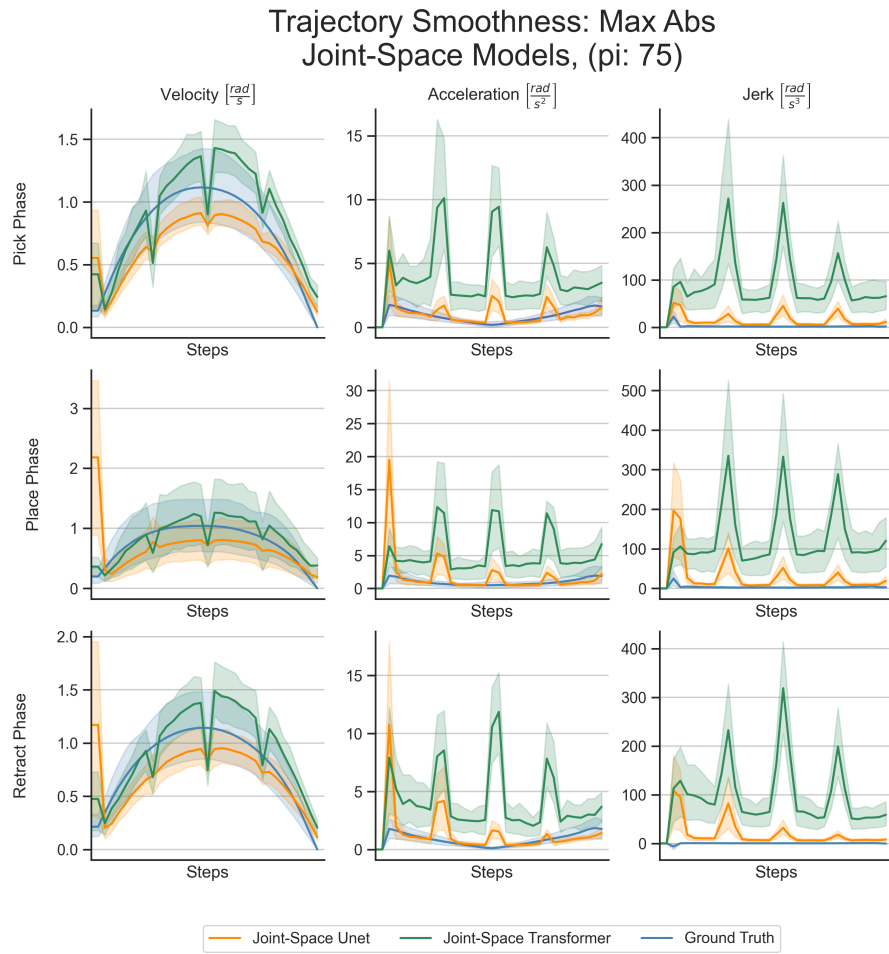 Trajectory Smoothness: Max Abs
Joint-Space Models, (pi: 75)
Velocity [rad/s]
Acceleration [rad/s²]
Jerk [rad/s³]
Pick Phase
1.5
1.0
0.5
0.0
Steps
15
10
5
0
Steps
400
300
200
100
0
Steps
Place Phase
3
2
1
0
Steps
30
25
20
15
10
5
0
Steps
500
400
300
200
100
0
Steps
Retract Phase
2.0
1.5
1.0
0.5
0.0
Steps
15
10
5
0
Steps
400
300
200
100
0
Steps
Joint-Space Unet
Joint-Space Transformer
Ground Truth